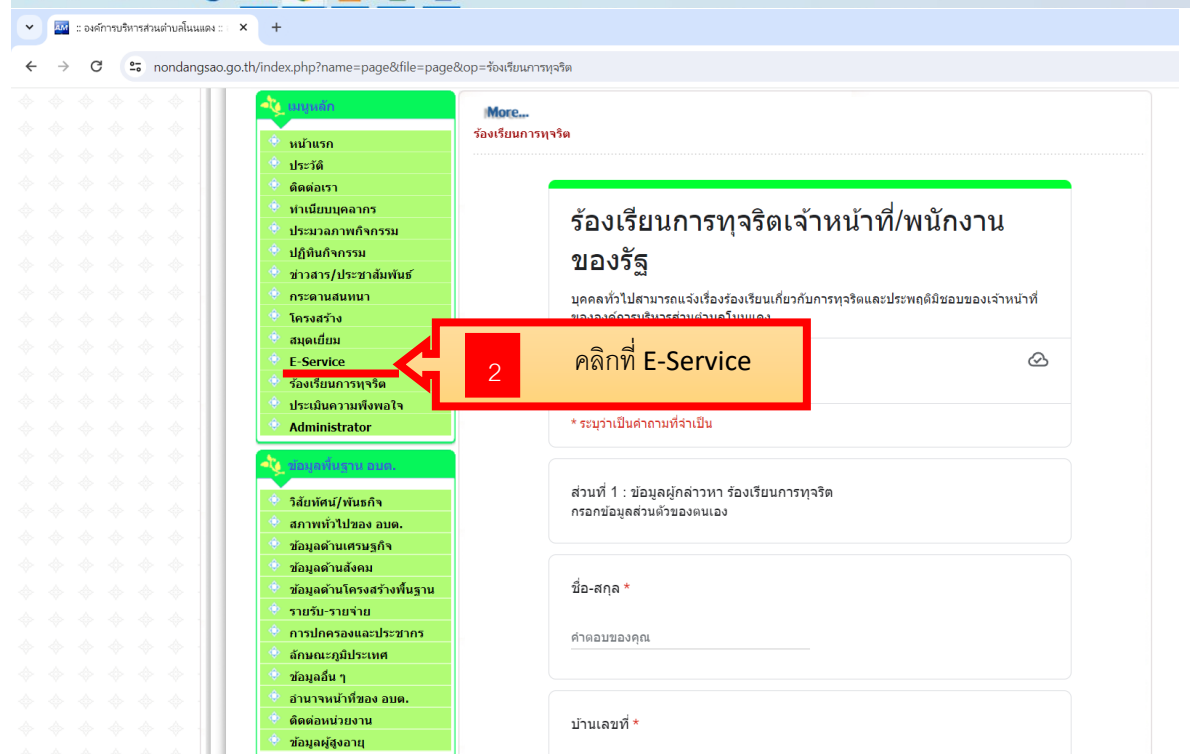 :: องค์การบริหารส่วนตำบลโนนแดง ::
nondangsao.go.th/index.php?name=page&file=page&op=ร้องเรียนการทุจริต
เมนูหลัก
หน้าแรก
ประวัติ
ติดต่อเรา
ทำเนียบบุคลากร
ประมวลภาพกิจกรรม
ปฏิทินกิจกรรม
ข่าวสาร/ประชาสัมพันธ์
กระดานสนทนา
โครงสร้าง
สมุดเยี่ยม
E-Service
ร้องเรียนการทุจริต
ประเมินความพึงพอใจ
Administrator
ข้อมูลพื้นฐาน อบต.
วิสัยทัศน์/พันธกิจ
สภาพทั่วไปของ อบต.
ข้อมูลด้านเศรษฐกิจ
ข้อมูลด้านสังคม
ข้อมูลด้านโครงสร้างพื้นฐาน
รายรับ-รายจ่าย
การปกครองและประชากร
ลักษณะภูมิประเทศ
ข้อมูลอื่น ๆ
อำนาจหน้าที่ของ อบต.
ติดต่อหน่วยงาน
ข้อมูลผู้สูงอายุ
More...
ร้องเรียนการทุจริต
ร้องเรียนการทุจริตเจ้าหน้าที่/พนักงาน
ของรัฐ
บุคคลทั่วไปสามารถแจ้งเรื่องร้องเรียนเกี่ยวกับการทุจริตและประพฤติมิชอบของเจ้าหน้าที่
ขององค์การบริหารส่วนตำบลโนนแดง
2
คลิกที่ E-Service
* ระบุว่าเป็นคำถามที่จำเป็น
ส่วนที่ 1 : ข้อมูลผู้กล่าวหา ร้องเรียนการทุจริต
กรอกข้อมูลส่วนตัวของตนเอง
ชื่อ-สกุล *
คำตอบของคุณ
บ้านเลขที่ *